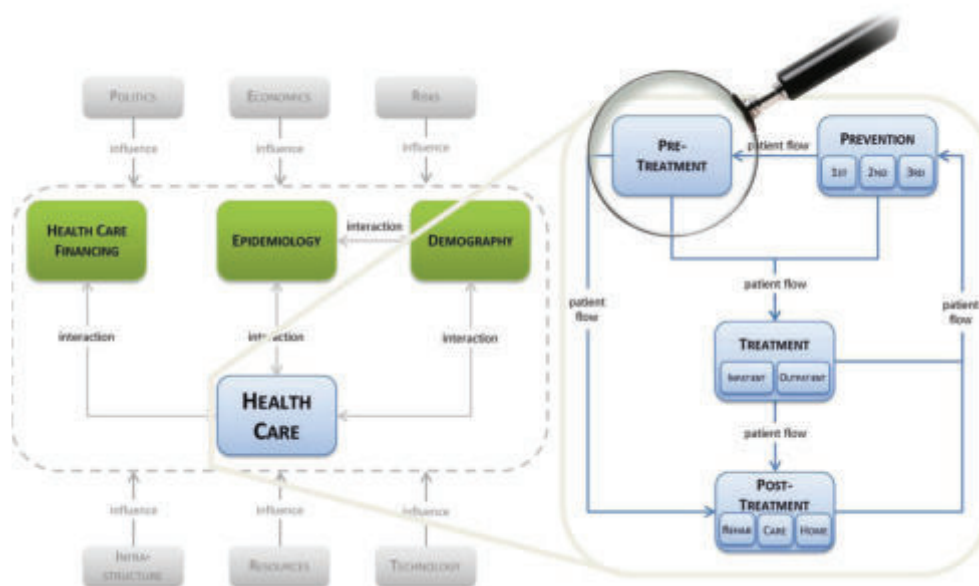 POLITICS
ECONOMICS
RISKS
influence
influence
influence
HEALTH CARE
FINANCING
EPIDEMIOLOGY
interaction
DEMOGRAPHY
interaction
interaction
interaction
HEALTH
CARE
influence
influence
influence
INFRA-
STRUCTURE
RESOURCES
TECHNOLOGY
PRE-
TREATMENT
patient flow
PREVENTION
1ST
2ND
3RD
patient flow
patient
flow
patient
flow
TREATMENT
INPATIENT
OUTPATIENT
patient flow
POST-
TREATMENT
REHAB
CARE
HOME